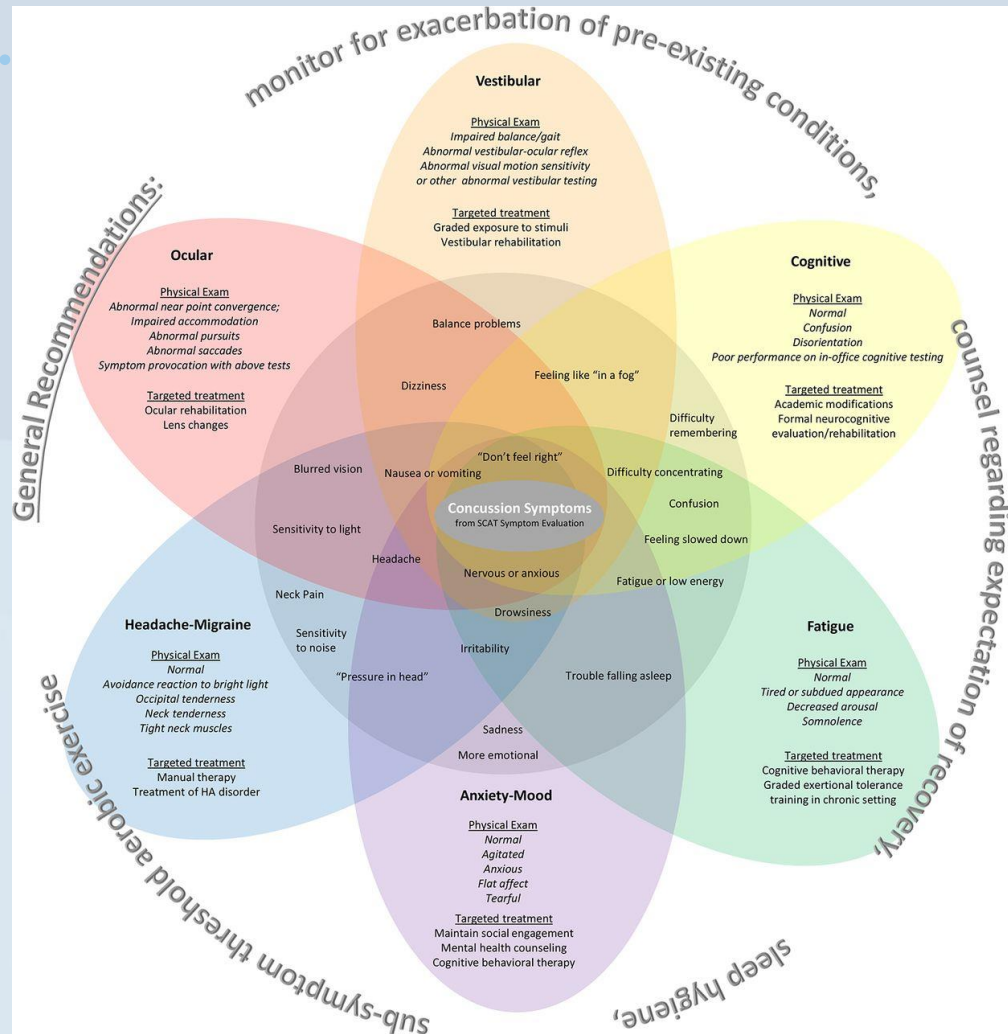 General Recommendations:
monitor for exacerbation of pre-existing conditions,
counsel regarding expectation of recovery,
sleep hygiene,
sub-symptom threshold aerobic exercise
Vestibular
Physical Exam
Impaired balance/gait
Abnormal vestibular-ocular reflex
Abnormal visual motion sensitivity
or other abnormal vestibular testing
Targeted treatment
Graded exposure to stimuli
Vestibular rehabilitation
Ocular
Physical Exam
Abnormal near point convergence;
Impaired accommodation
Abnormal pursuits
Abnormal saccades
Symptom provocation with above tests
Targeted treatment
Ocular rehabilitation
Lens changes
Cognitive
Physical Exam
Normal
Confusion
Disorientation
Poor performance on in-office cognitive testing
Targeted treatment
Academic modifications
Formal neurocognitive
evaluation/rehabilitation
Balance problems
Feeling like "in a fog"
Dizziness
Difficulty
remembering
"Don't feel right"
Blurred vision
Nausea or vomiting
Difficulty concentrating
Concussion Symptoms
from SCAT Symptom Evaluation
Confusion
Sensitivity to light
Feeling slowed down
Headache
Nervous or anxious
Fatigue or low energy
Neck Pain
Drowsiness
Sensitivity
to noise
Irritability
"Pressure in head"
Trouble falling asleep
Sadness
More emotional
Headache-Migraine
Physical Exam
Normal
Avoidance reaction to bright light
Occipital tenderness
Neck tenderness
Tight neck muscles
Targeted treatment
Manual therapy
Treatment of HA disorder
Fatigue
Physical Exam
Normal
Tired or subdued appearance
Decreased arousal
Somnolence
Targeted treatment
Cognitive behavioral therapy
Graded exertional tolerance
training in chronic setting
Anxiety-Mood
Physical Exam
Normal
Agitated
Anxious
Flat affect
Tearful
Targeted treatment
Maintain social engagement
Mental health counseling
Cognitive behavioral therapy